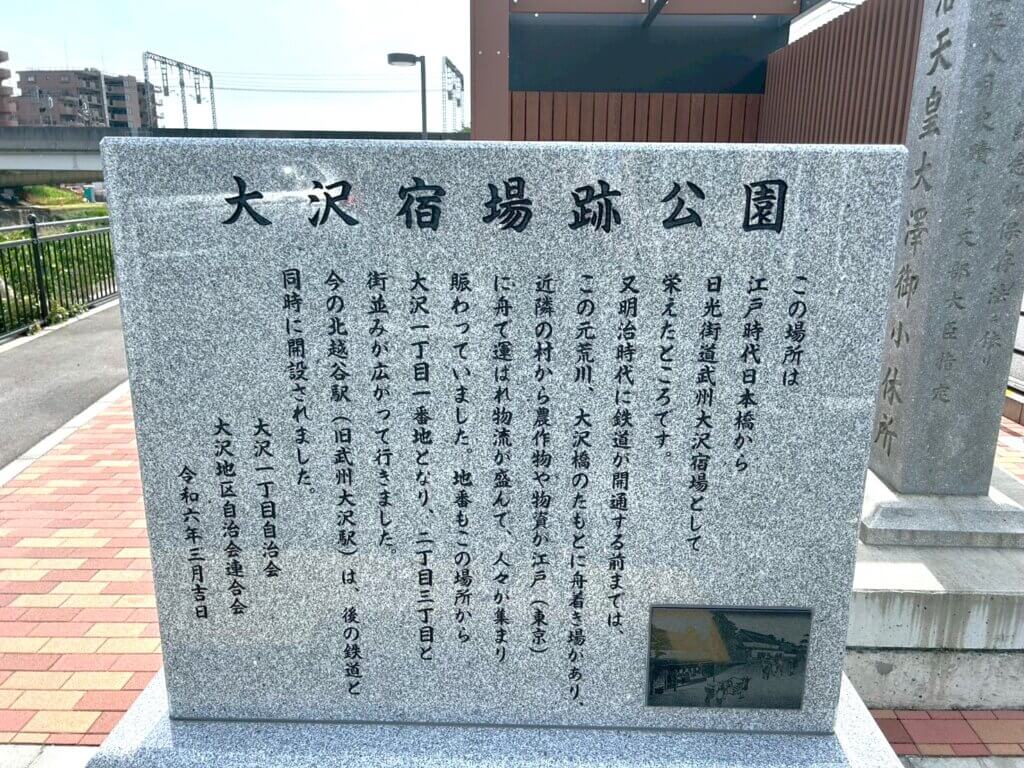 大沢宿場跡公園
この場所は
江戸時代日本橋から
日光街道武州大沢宿場として
栄えたところです。
又明治時代に鉄道が開通する前までは、
この元荒川、大沢橋のたもとに舟着き場があり、
近隣の村から農作物や物資が江戸（東京）
に舟で運ばれ物流が盛んで、人々が集まり
賑わっていました。地番もこの場所から
大沢一丁目一番地となり、二丁目三丁目と
街並みが広がって行きました。
今の北越谷駅（旧武州大沢駅）は、後の鉄道と
同時に開設されました。
大沢一丁目自治会
大沢地区自治会連合会
令和六年三月吉日
天皇大澤御小休所